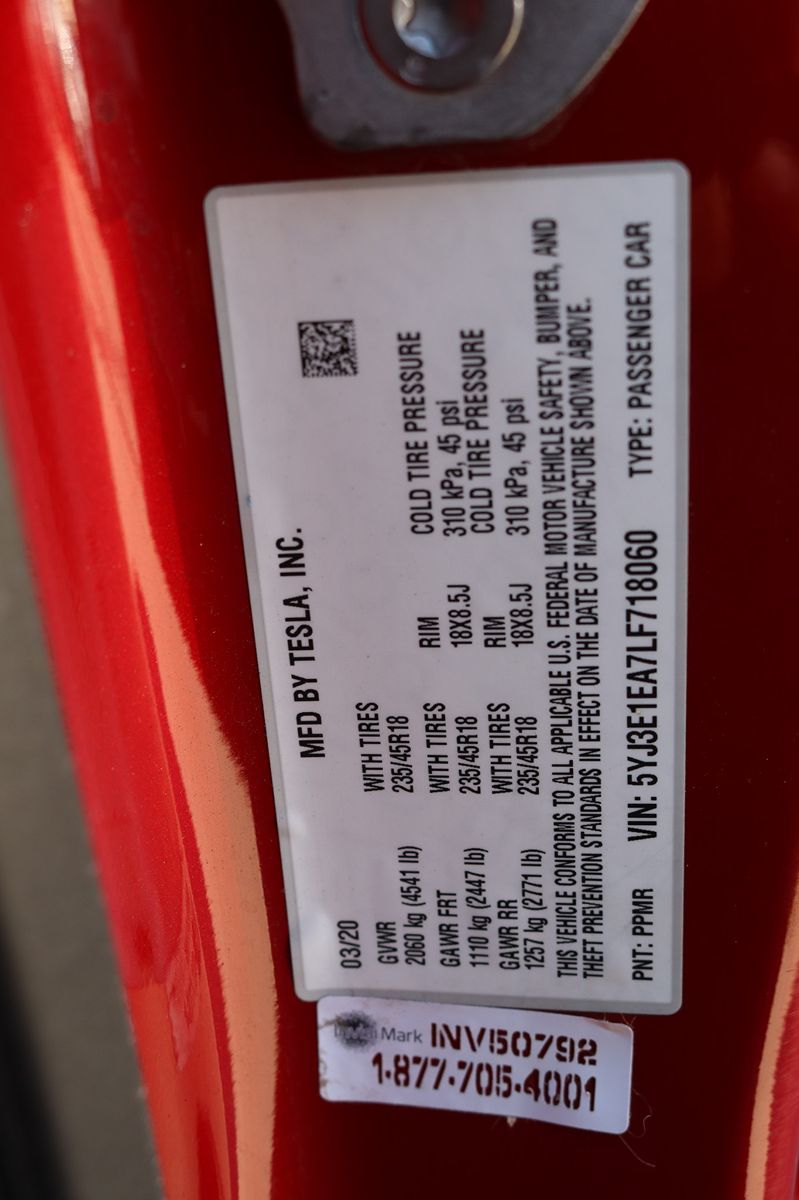 MFD BY TESLA, INC.
03/20
GVWR WITH TIRES RIM COLD TIRE PRESSURE
2060 kg (4541 lb) 235/45R18
GAWR FRT WITH TIRES RIM COLD TIRE PRESSURE
1110 kg (2447 lb) 235/45R18 18X8.5J 310 kPa, 45 psi
GAWR RR WITH TIRES RIM COLD TIRE PRESSURE
1257 kg (2771 lb) 235/45R18 18X8.5J 310 kPa, 45 psi
THIS VEHICLE CONFORMS TO ALL APPLICABLE U.S. FEDERAL MOTOR VEHICLE SAFETY, BUMPER, AND
THEFT PREVENTION STANDARDS IN EFFECT ON THE DATE OF MANUFACTURE SHOWN ABOVE.
PNT: PPMR VIN: 5YJ3E1EA7LF718060 TYPE: PASSENGER CAR
Mark INV50792
1-877-705-4001